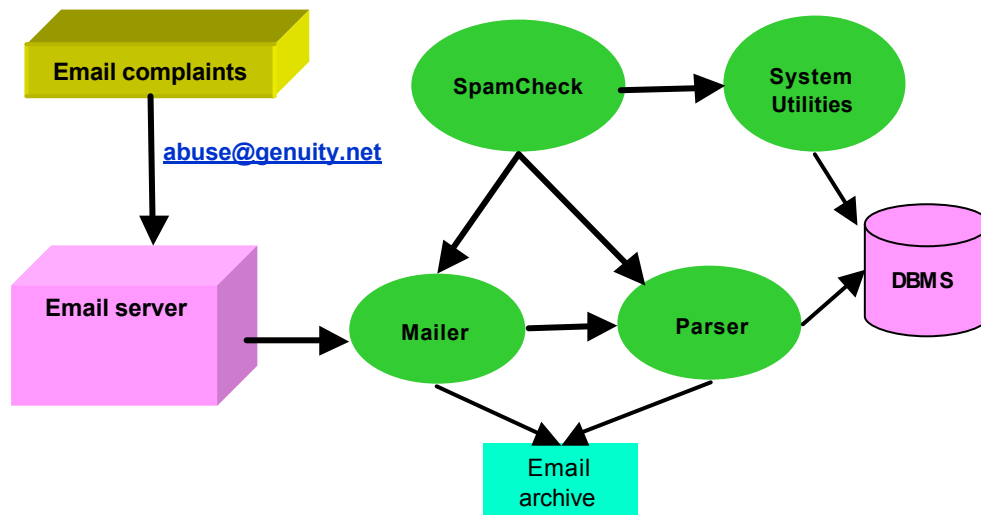 Email complaints
SpamCheck
System
Utilities
abuse@genuity.net
DBMS
Email server
Mailer
Parser
Email
archive